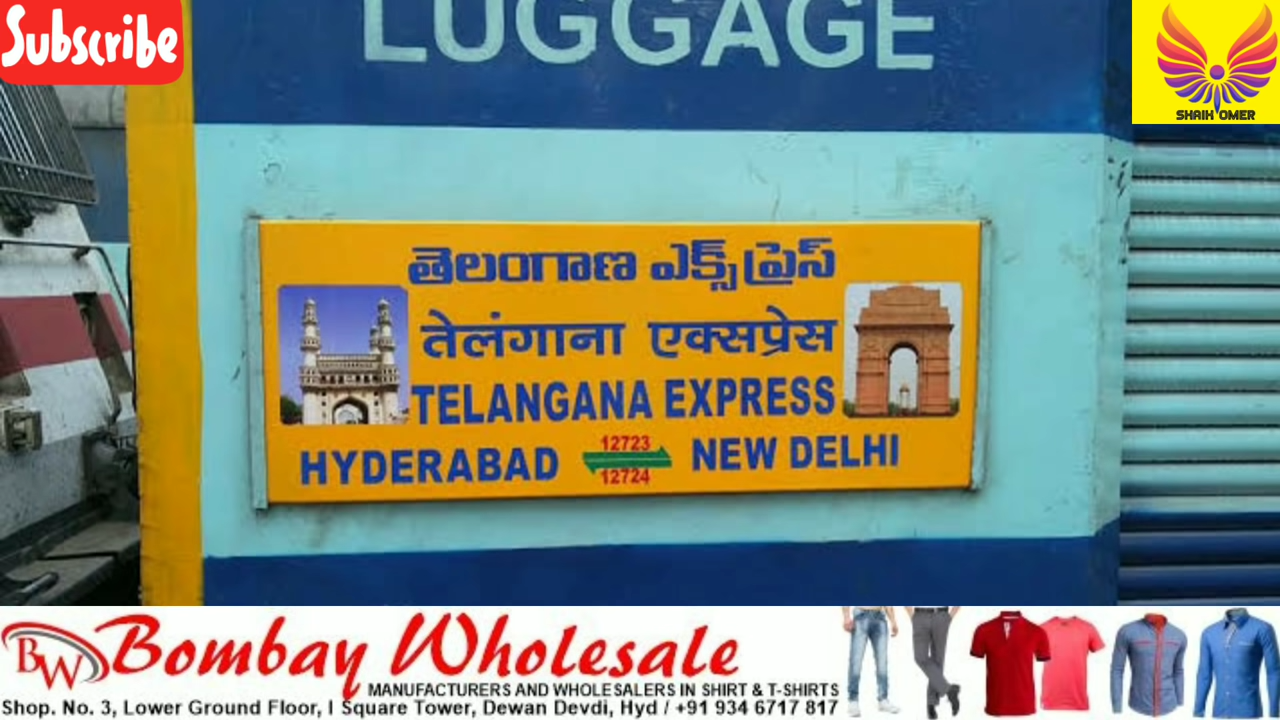 Subscribe
LUGGAGE
SHAIK OMER
తెలంగాణ ఎక్స్‌ప్రెస్
तेलंगाना एक्सप्रेस
TELANGANA EXPRESS
HYDERABAD 12723 NEW DELHI
12724
BW Bombay Wholesale
MANUFACTURERS AND WHOLESALERS IN SHIRT & T-SHIRTS
Shop. No. 3, Lower Ground Floor, I Square Tower, Dewan Devdi, Hyd / +91 934 6717 817